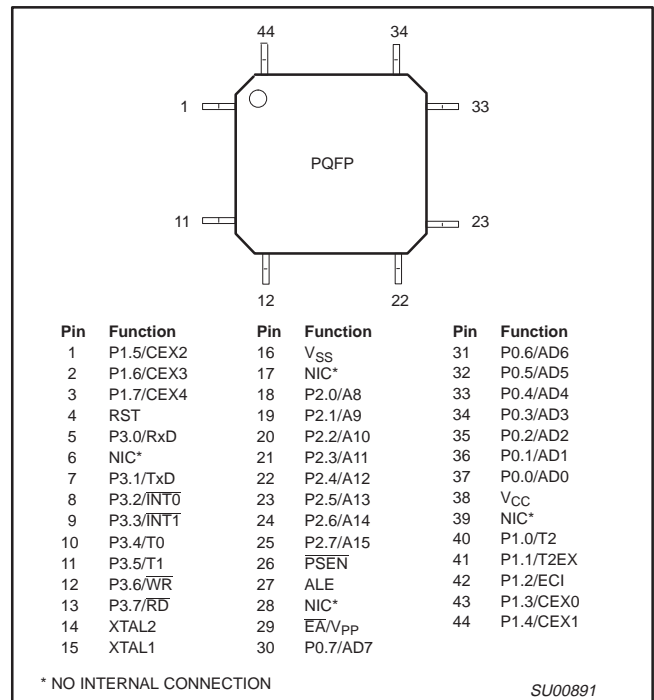 44 34
1 33
PQFP
11 23
12 22
Pin Function Pin Function Pin Function
1 P1.5/CEX2 16 VSS 31 P0.6/AD6
2 P1.6/CEX3 17 NIC* 32 P0.5/AD5
3 P1.7/CEX4 18 P2.0/A8 33 P0.4/AD4
4 RST 19 P2.1/A9 34 P0.3/AD3
5 P3.0/RxD 20 P2.2/A10 35 P0.2/AD2
6 NIC* 21 P2.3/A11 36 P0.1/AD1
7 P3.1/TxD 22 P2.4/A12 37 P0.0/AD0
8 P3.2/I̅N̅T̅0̅ 23 P2.5/A13 38 VCC
9 P3.3/I̅N̅T̅1̅ 24 P2.6/A14 39 NIC*
10 P3.4/T0 25 P2.7/A15 40 P1.0/T2
11 P3.5/T1 26 P̅S̅E̅N̅ 41 P1.1/T2EX
12 P3.6/W̅R̅ 27 ALE 42 P1.2/ECI
13 P3.7/R̅D̅ 28 NIC* 43 P1.3/CEX0
14 XTAL2 29 E̅A̅/VPP 44 P1.4/CEX1
15 XTAL1 30 P0.7/AD7
* NO INTERNAL CONNECTION
SU00891